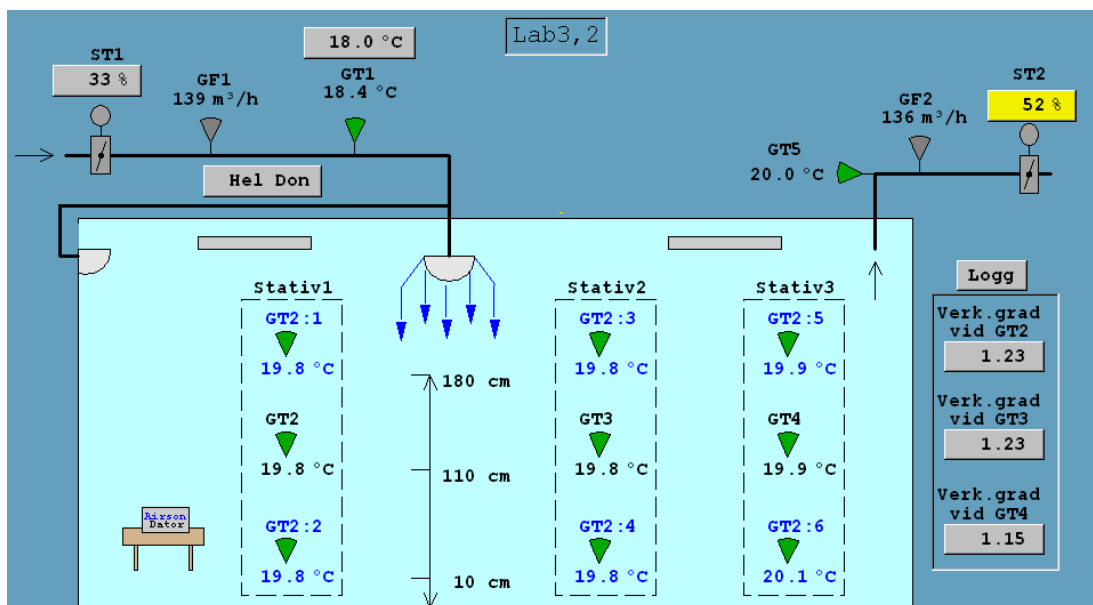 Lab3,2
ST1
33 %
GF1
139 m³/h
18.0 °C
GT1
18.4 °C
Hel Don
GT5
20.0 °C
GF2
136 m³/h
ST2
52 %
Stativ1
GT2:1
19.8 °C
GT2
19.8 °C
GT2:2
19.8 °C
180 cm
110 cm
10 cm
Stativ2
GT2:3
19.8 °C
GT3
19.8 °C
GT2:4
19.8 °C
Stativ3
GT2:5
19.9 °C
GT4
19.9 °C
GT2:6
20.1 °C
Airson
Dator
Logg
Verk.grad
vid GT2
1.23
Verk.grad
vid GT3
1.23
Verk.grad
vid GT4
1.15